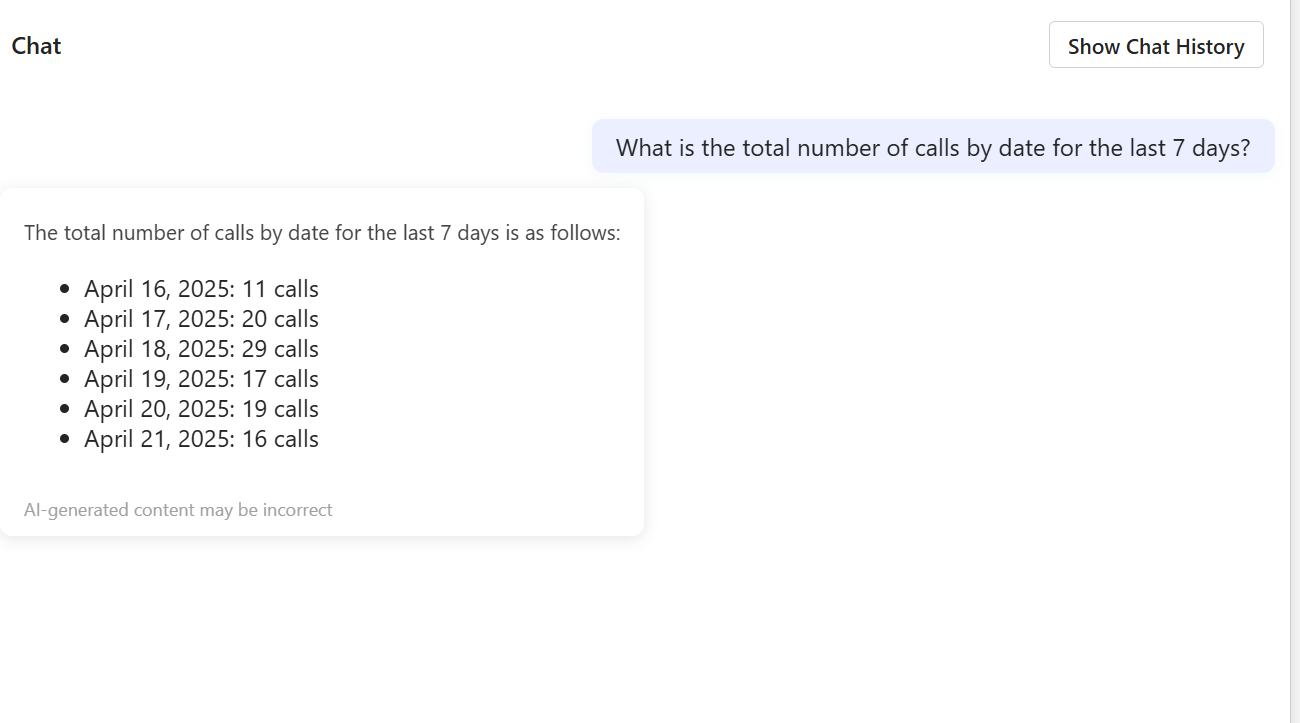 Chat
Show Chat History
What is the total number of calls by date for the last 7 days?
The total number of calls by date for the last 7 days is as follows:
April 16, 2025: 11 calls
April 17, 2025: 20 calls
April 18, 2025: 29 calls
April 19, 2025: 17 calls
April 20, 2025: 19 calls
April 21, 2025: 16 calls
AI-generated content may be incorrect